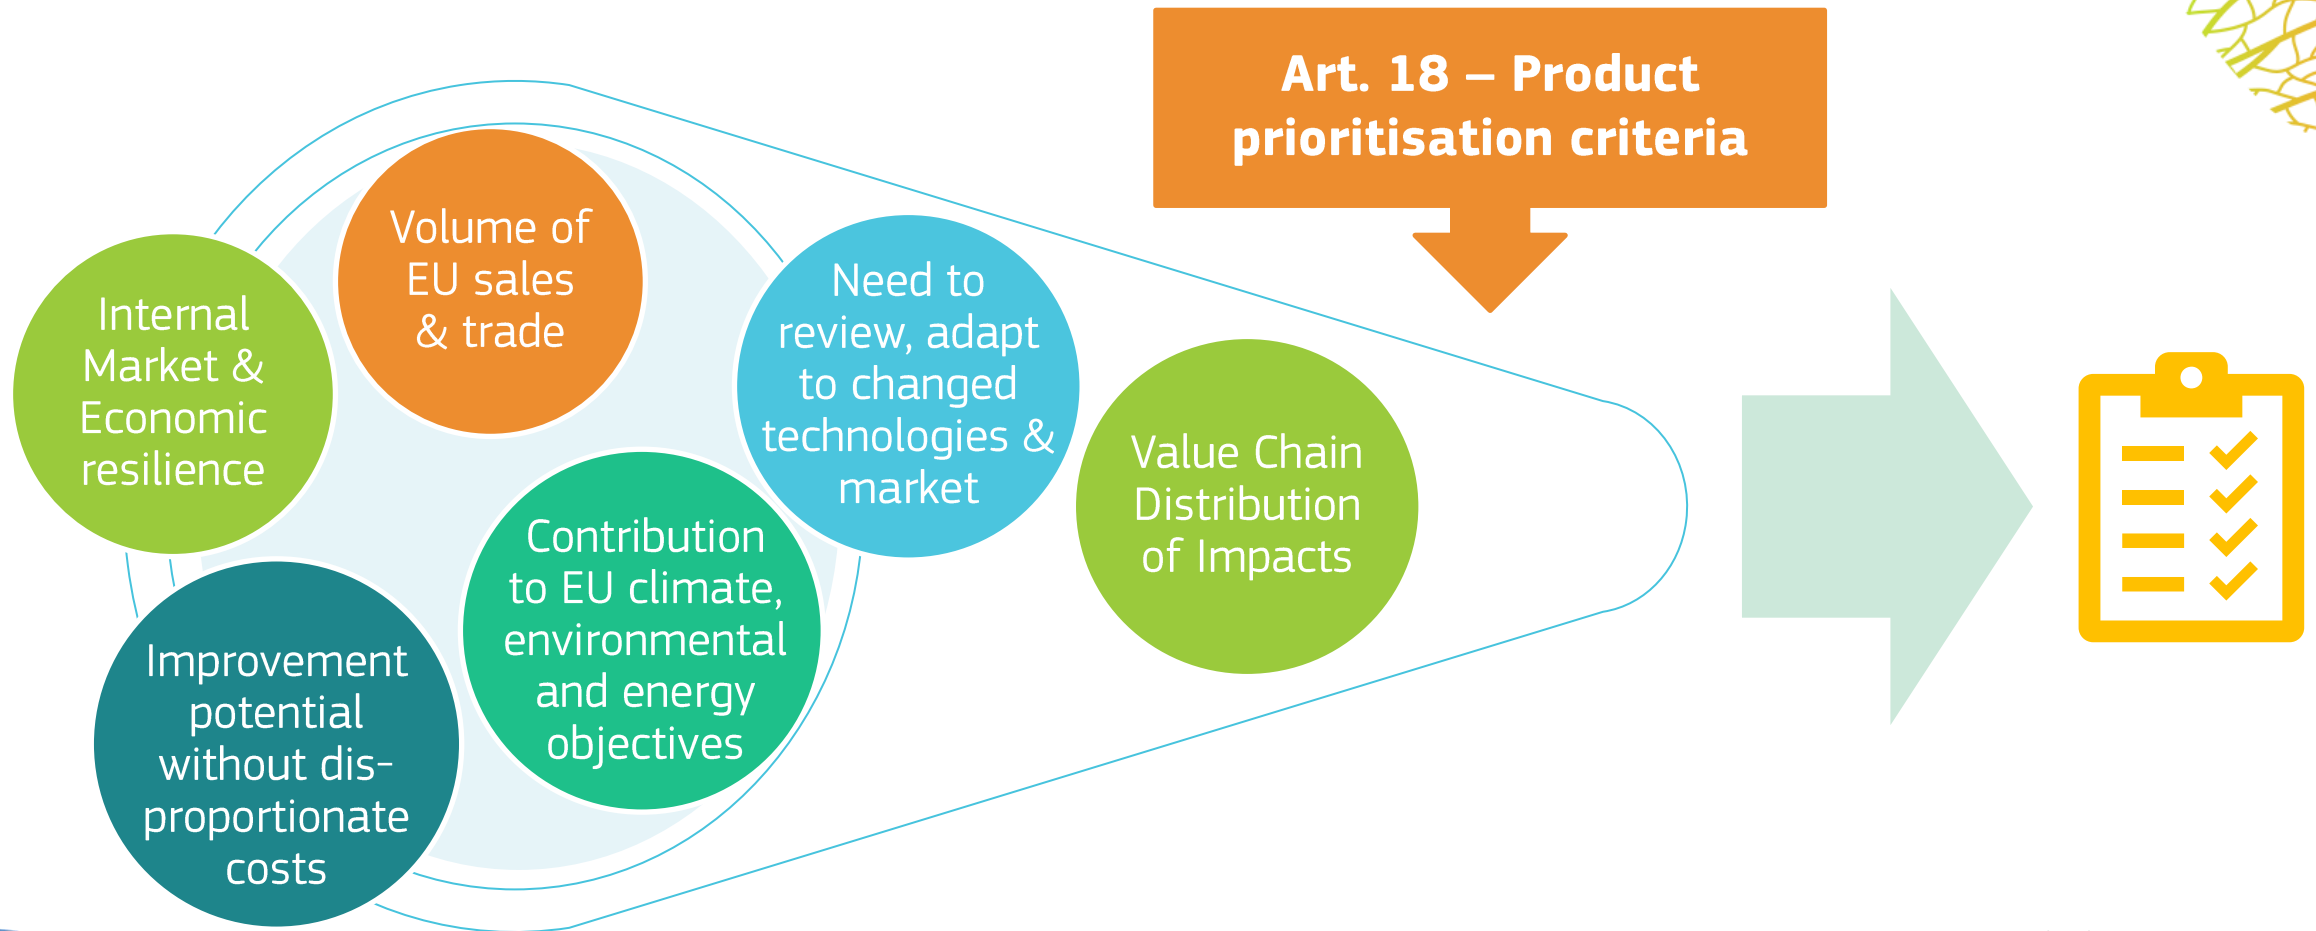 Art. 18 – Product
prioritisation criteria
Volume of
EU sales
& trade
Internal
Market &
Economic
resilience
Need to
review, adapt
to changed
technologies &
market
Value Chain
Distribution
of Impacts
Contribution
to EU climate,
environmental
and energy
objectives
Improvement
potential
without dis-
proportionate
costs